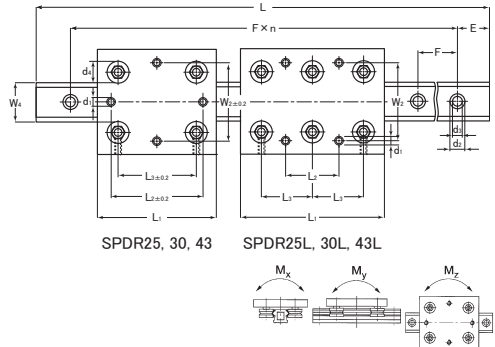 L
F×n
E
F
d4
W4
d1
W2±0.2
W2
d3
d2
d1
L3±0.2
L2±0.2
L1
L2
L3
L3
L1
SPDR25, 30, 43
SPDR25L, 30L, 43L
Mx
My
Mz